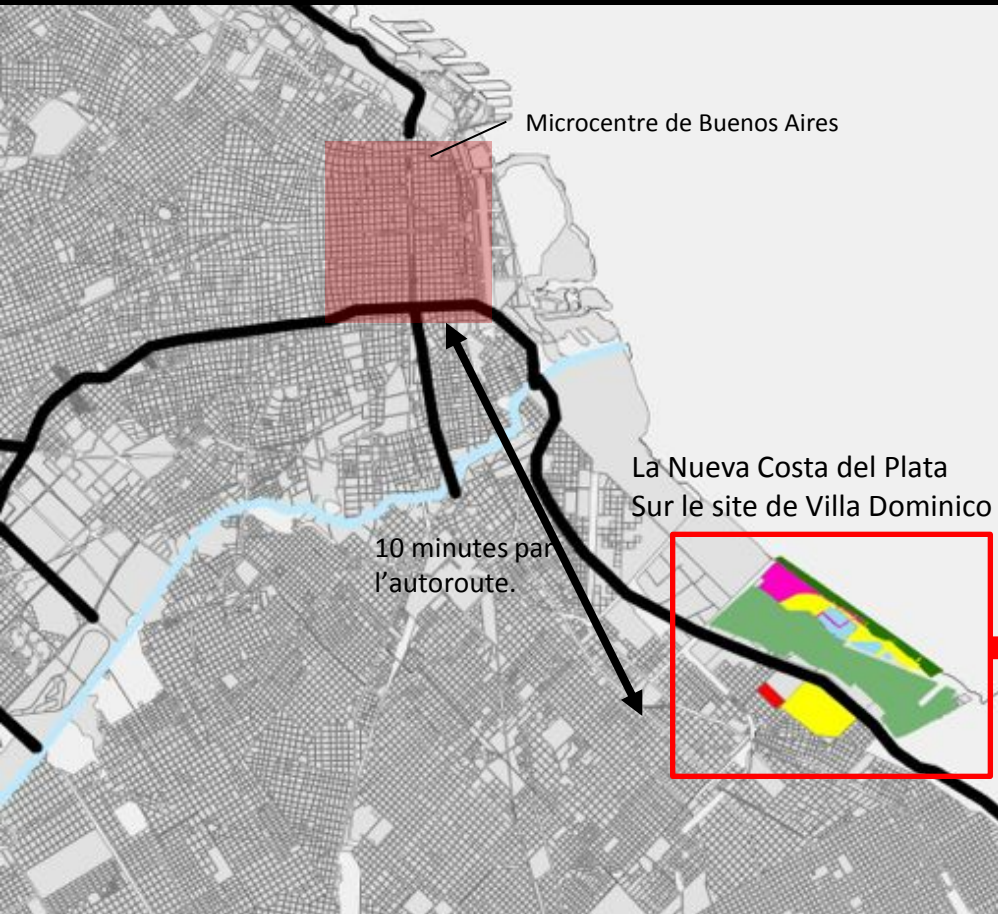 Microcentre de Buenos Aires
La Nueva Costa del Plata
Sur le site de Villa Dominico
10 minutes par
l’autoroute.